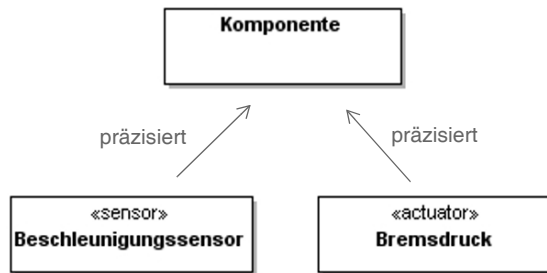 Komponente
präzisiert
präzisiert
«sensor»
Beschleunigungssensor
«actuator»
Bremsdruck